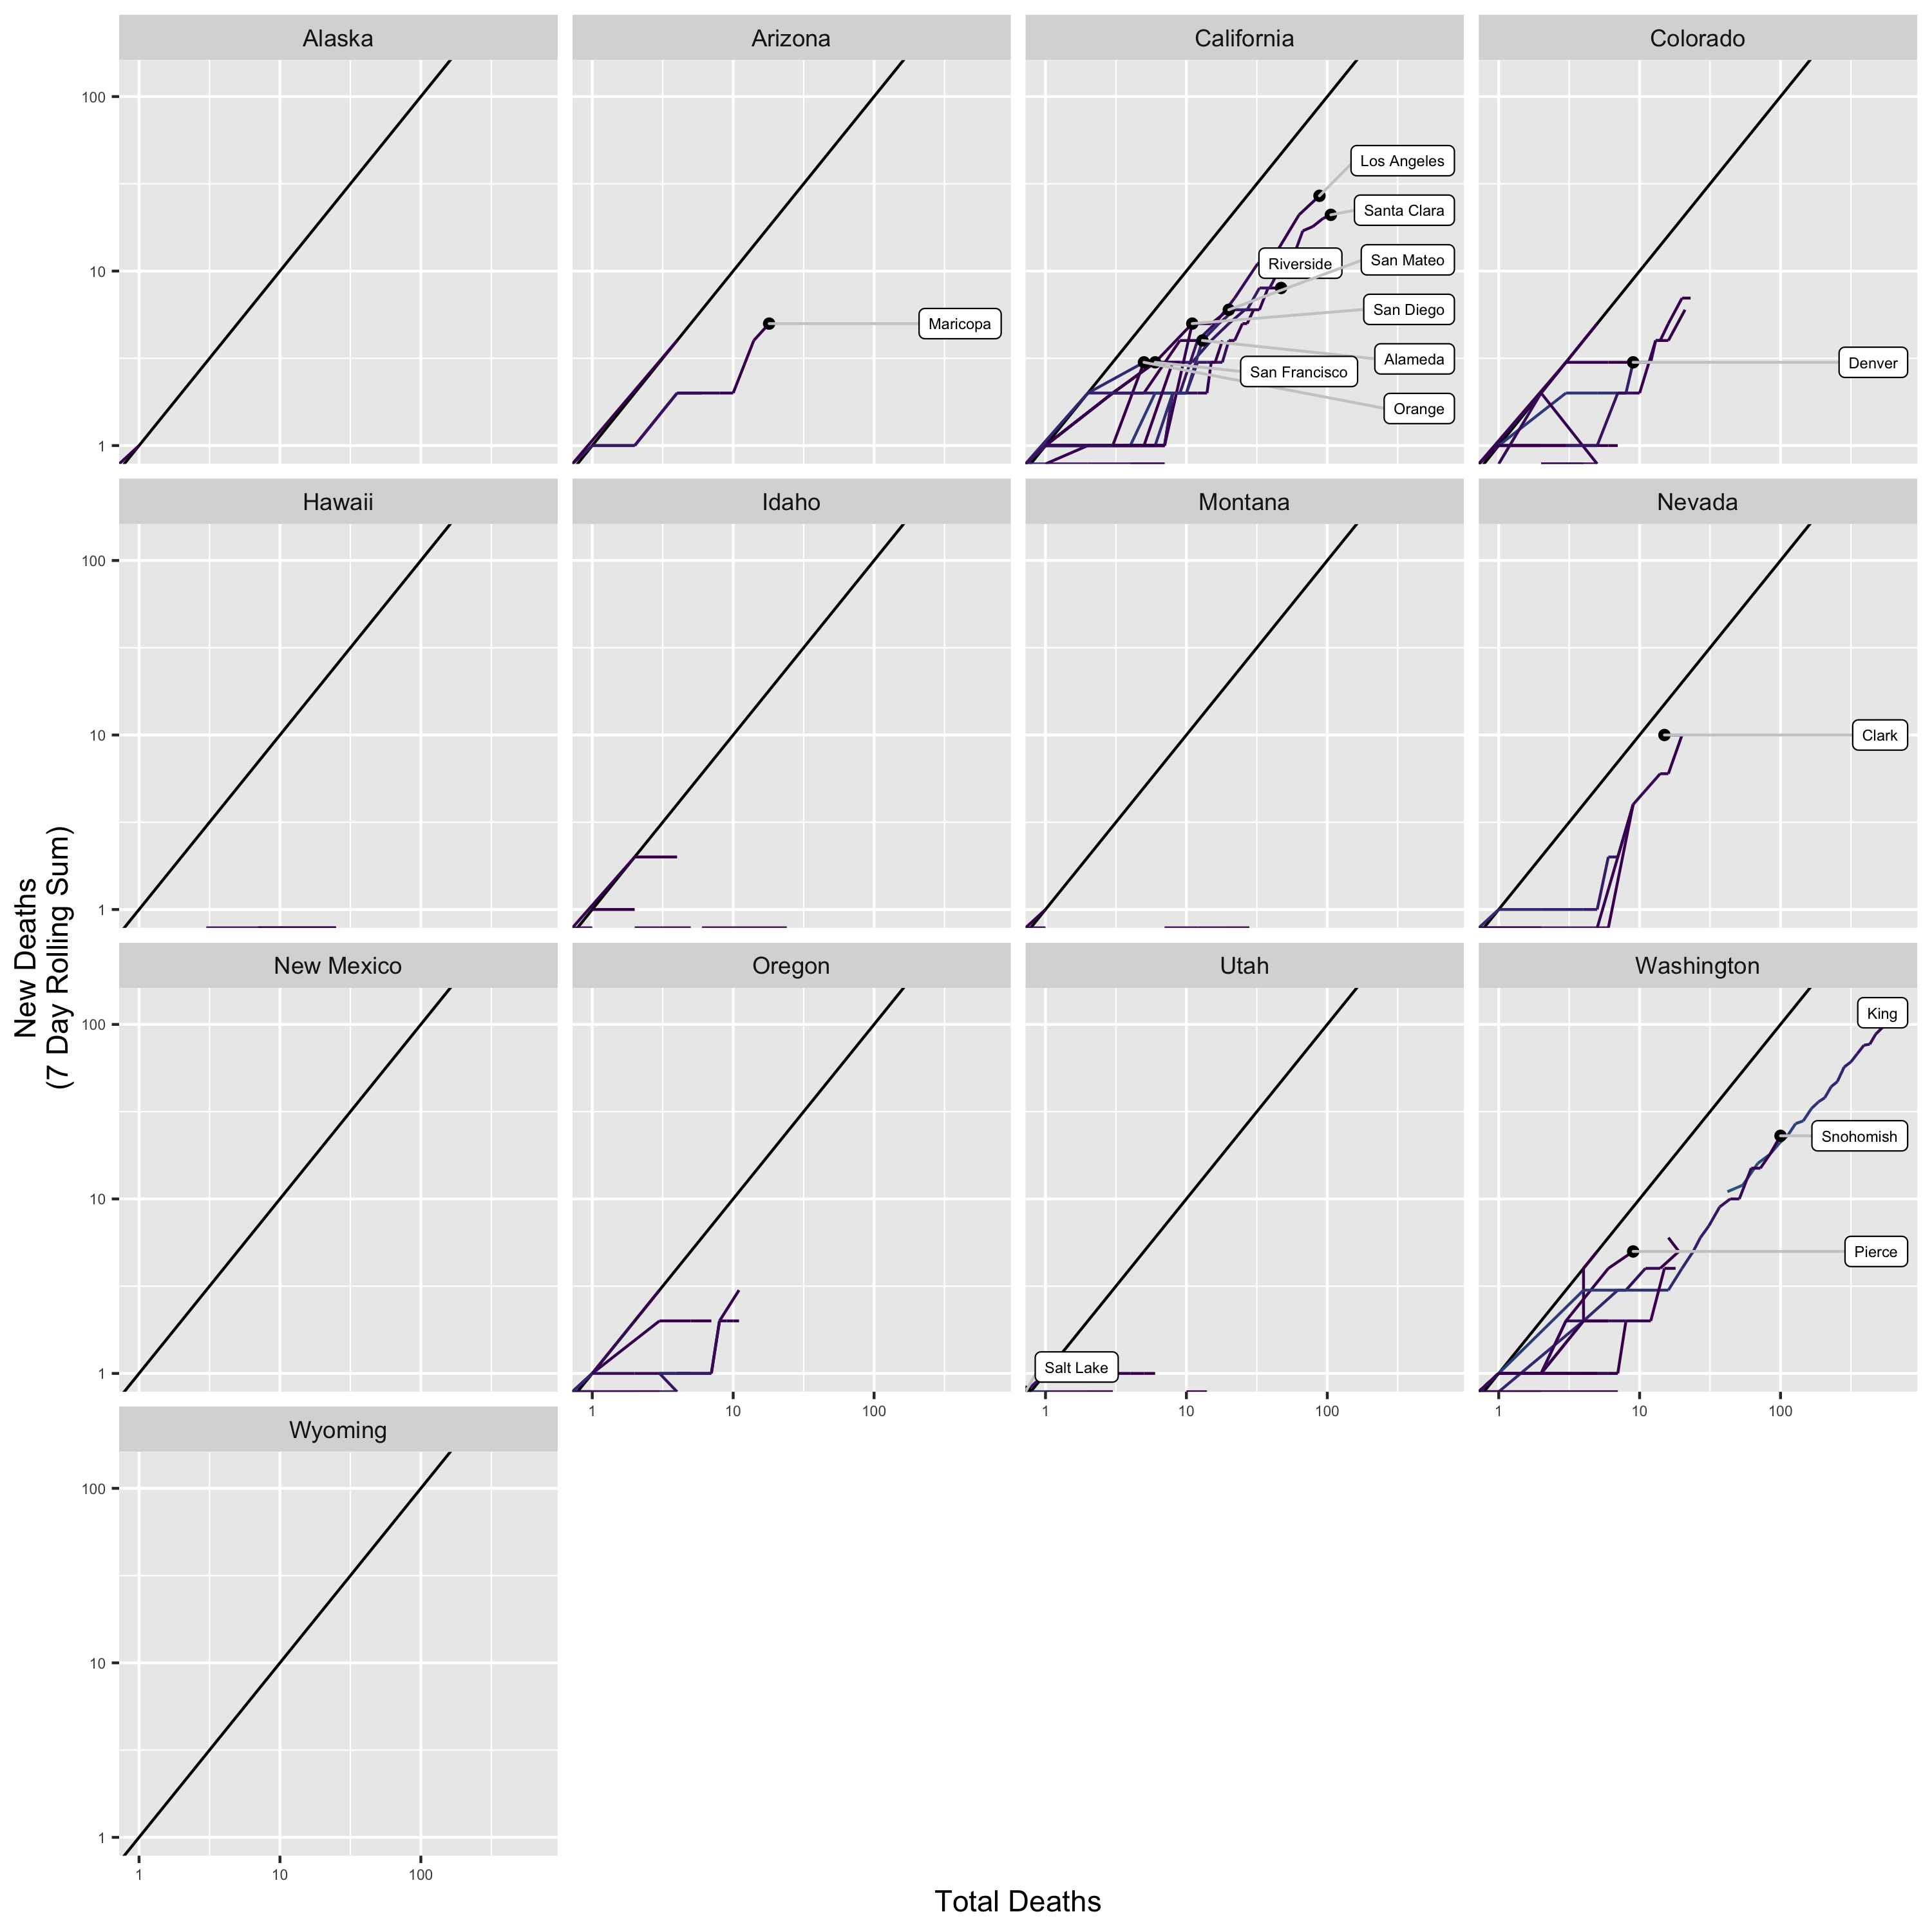 Alaska
Arizona
California
Colorado
100
10
1
Los Angeles
Santa Clara
Riverside
San Mateo
San Diego
Alameda
San Francisco
Orange
Maricopa
Denver
Hawaii
Idaho
Montana
Nevada
100
10
1
Clark
New Mexico
Oregon
Utah
Washington
100
10
1
King
Snohomish
Pierce
Salt Lake
1 10 100
1 10 100
1 10 100
Wyoming
100
10
1
1 10 100
New Deaths
(7 Day Rolling Sum)
Total Deaths